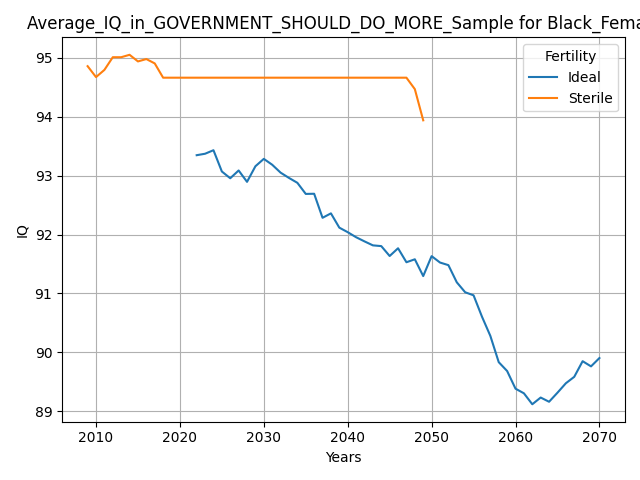 Average_IQ_in_GOVERNMENT_SHOULD_DO_MORE_Sample for Black_Fema
Fertility
Ideal
Sterile
95
94
93
92
91
90
89
IQ
2010 2020 2030 2040 2050 2060 2070
Years